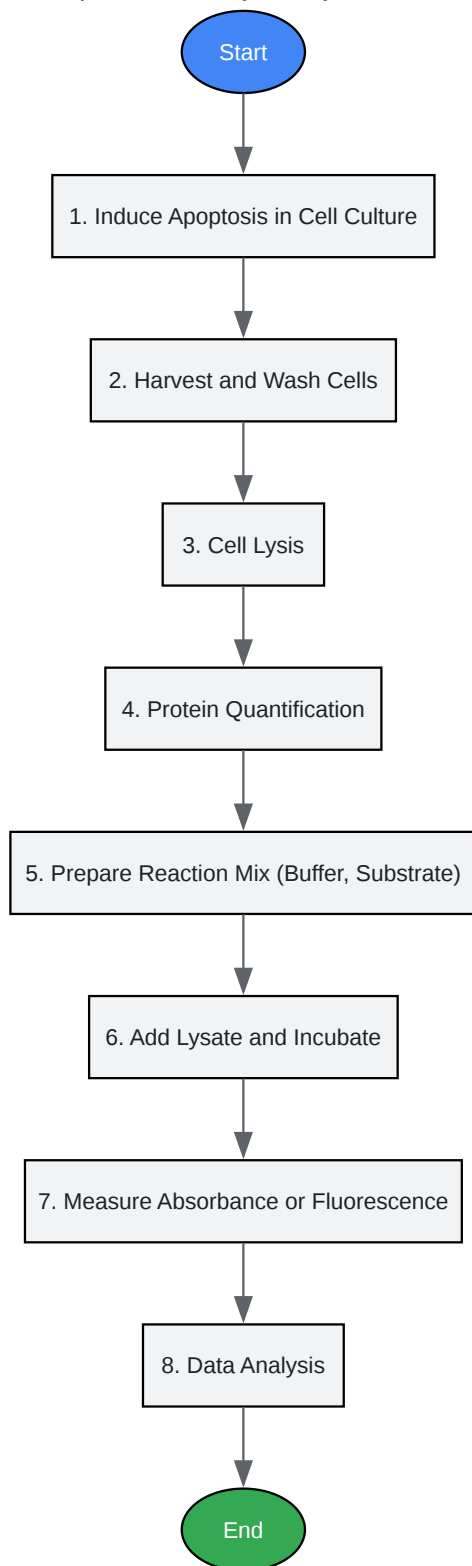 Start
1. Induce Apoptosis in Cell Culture
2. Harvest and Wash Cells
3. Cell Lysis
4. Protein Quantification
5. Prepare Reaction Mix (Buffer, Substrate)
6. Add Lysate and Incubate
7. Measure Absorbance or Fluorescence
8. Data Analysis
End